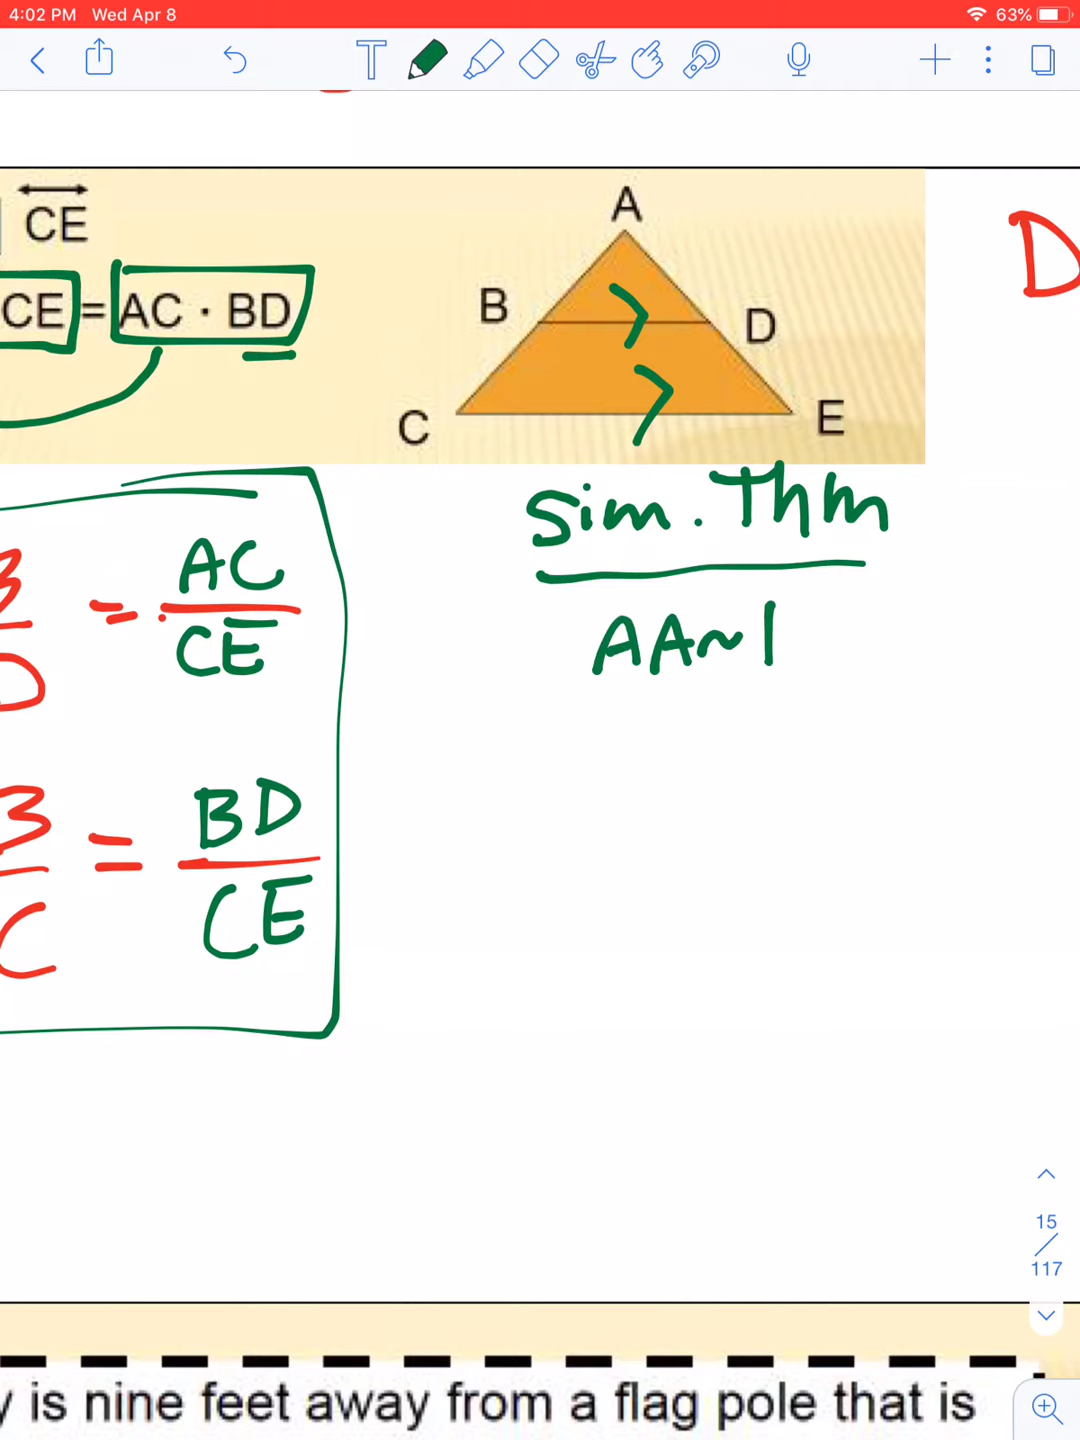 4:02 PM Wed Apr 8 63%
T
A
CE
D
CE = AC · BD
B
D
C
E
sim. Thm
AC
= CE
AA~
BD
= CE
C
15
/
117
is nine feet away from a flag pole that is